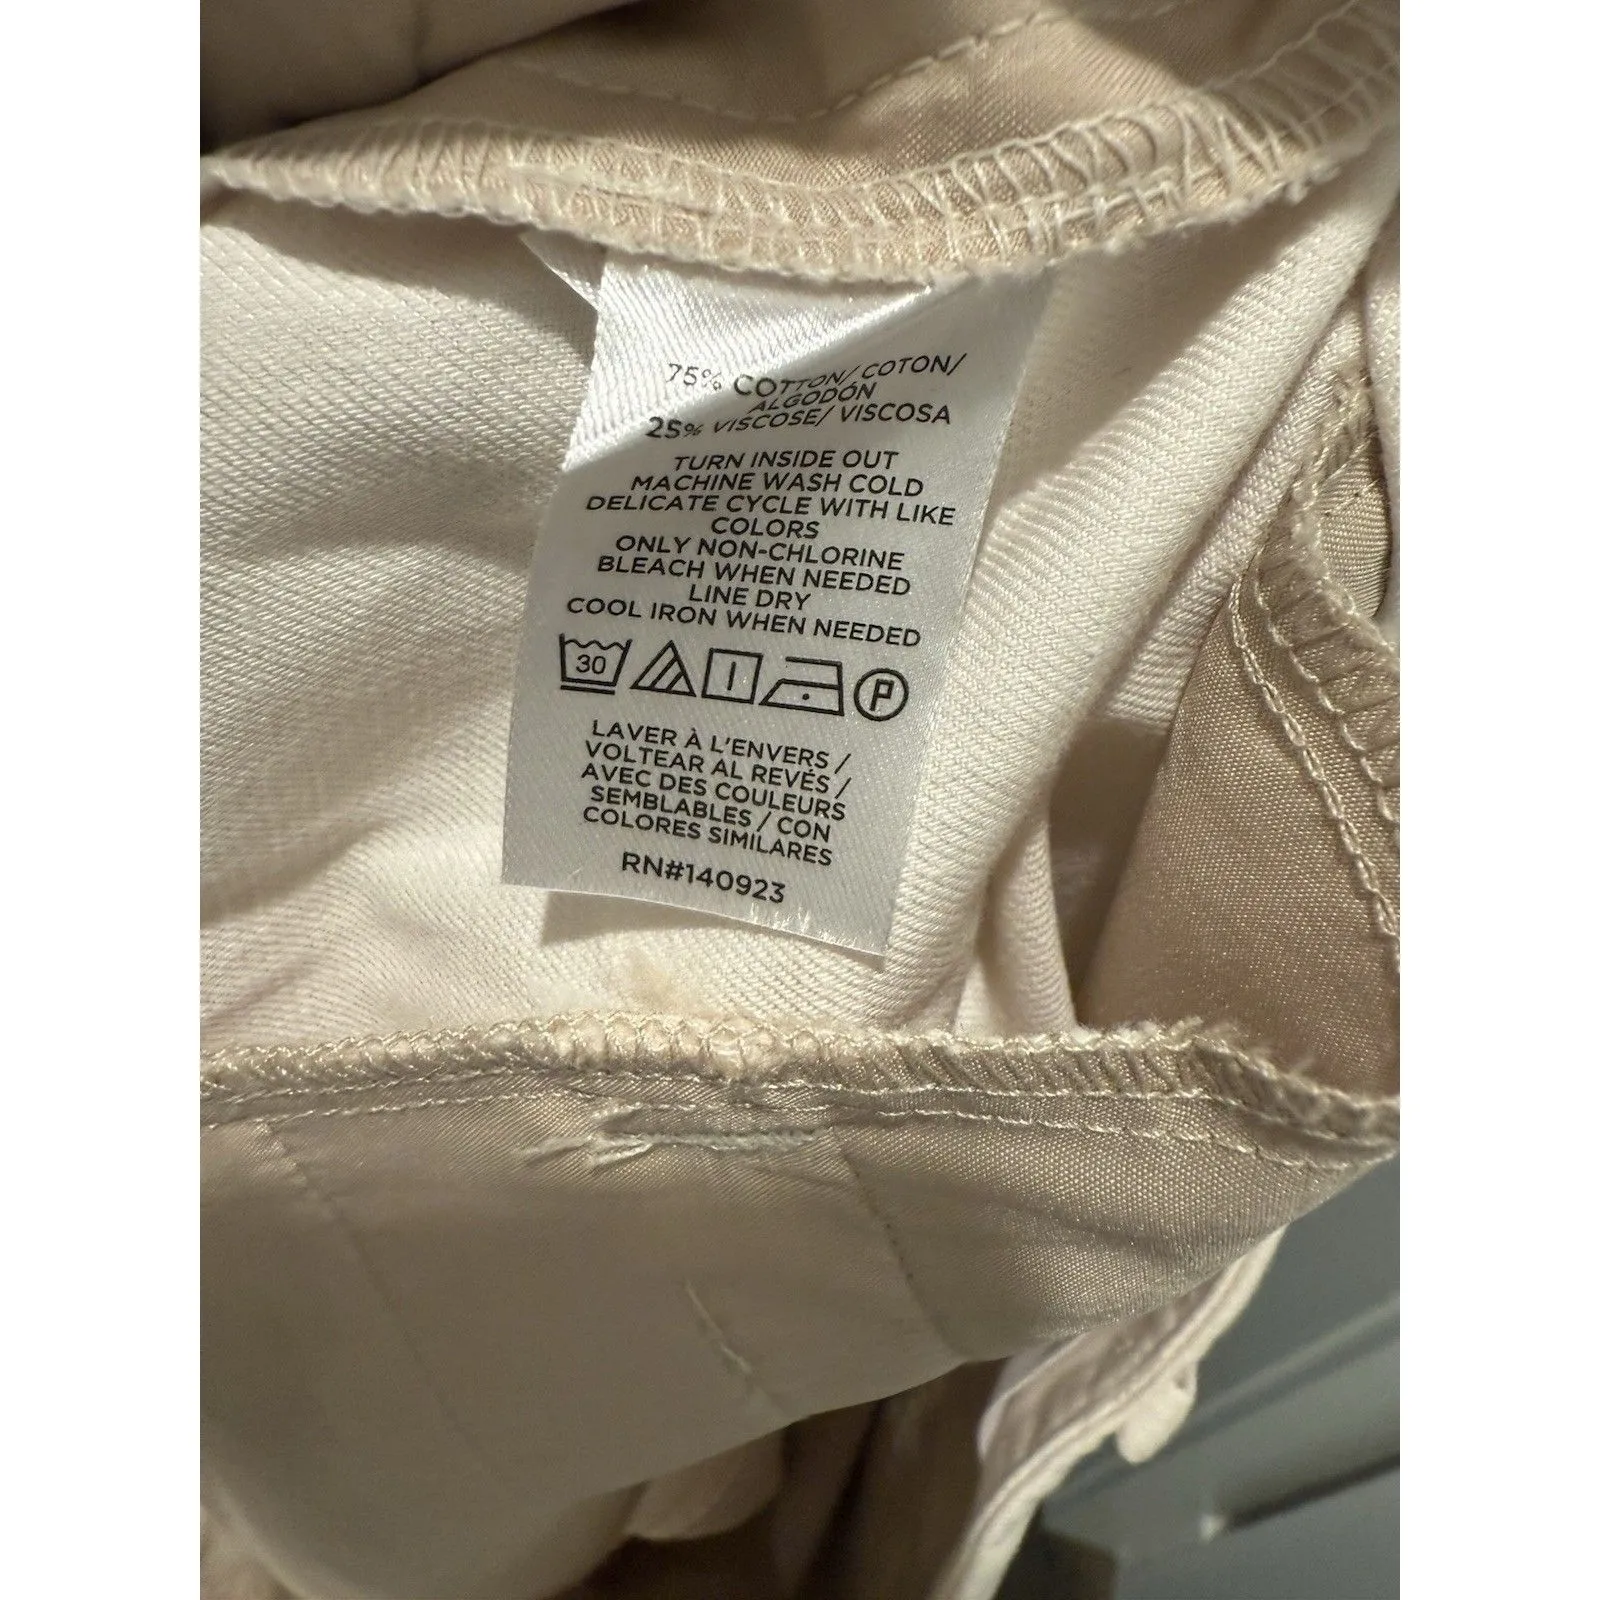 75% COTTON/ COTON/
ALGODÓN
25% VISCOSE/ VISCOSA
TURN INSIDE OUT
MACHINE WASH COLD
DELICATE CYCLE WITH LIKE
COLORS
ONLY NON-CHLORINE
BLEACH WHEN NEEDED
LINE DRY
COOL IRON WHEN NEEDED
30 P
LAVER À L'ENVERS /
VOLTEAR AL REVÉS /
AVEC DES COULEURS
SEMBLABLES / CON
COLORES SIMILARES
RN#140923